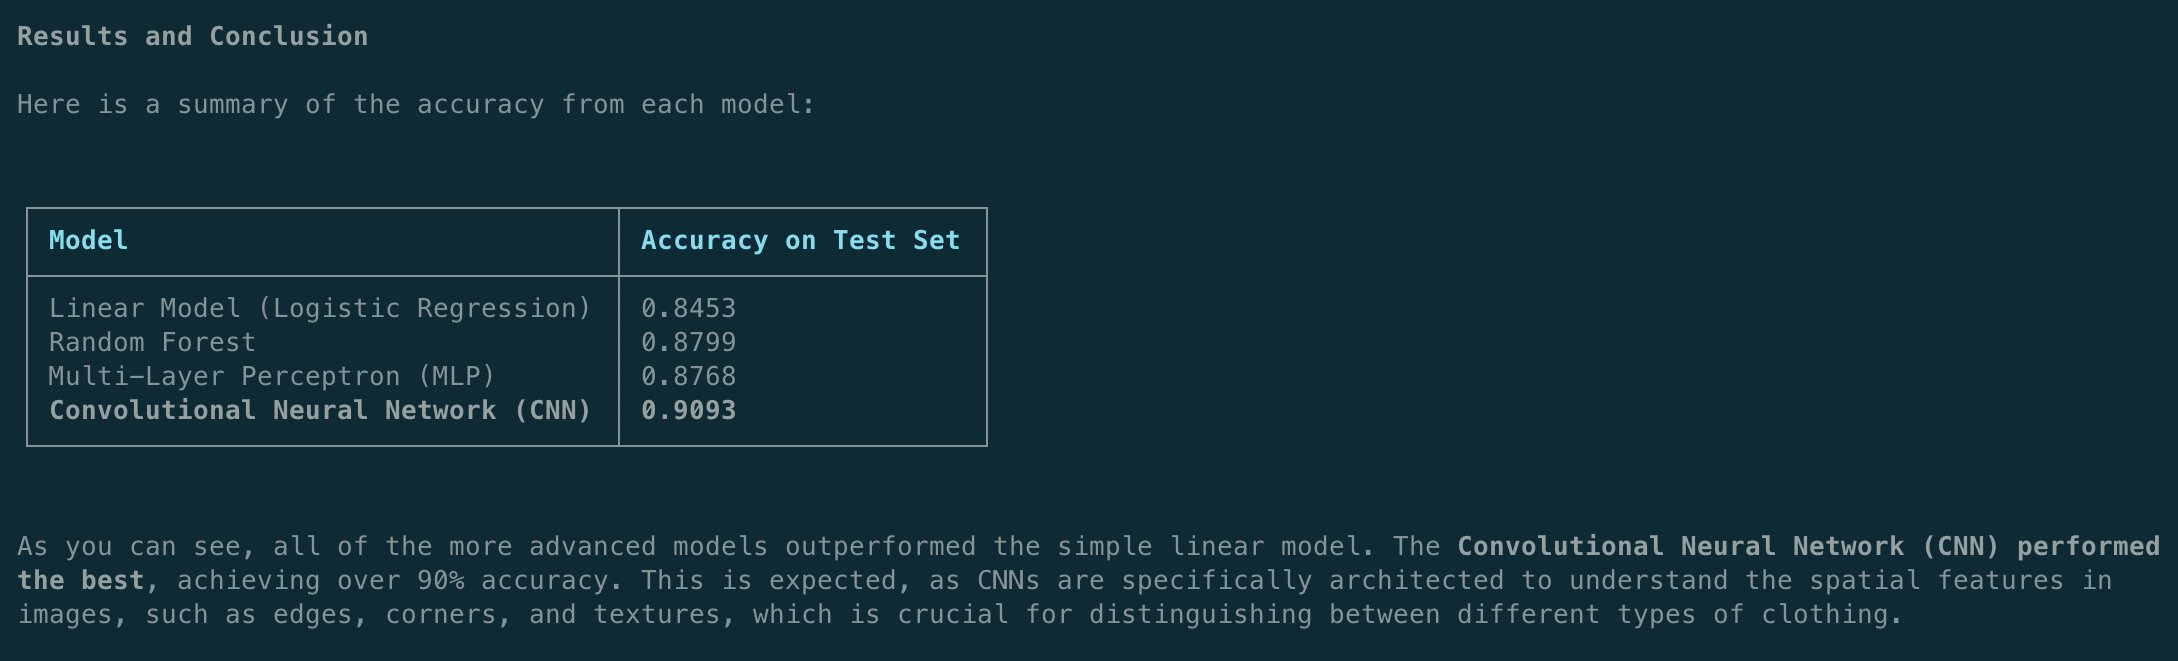 Results and Conclusion
Here is a summary of the accuracy from each model:
Model Accuracy on Test Set
Linear Model (Logistic Regression) 0.8453
Random Forest 0.8799
Multi-Layer Perceptron (MLP) 0.8768
Convolutional Neural Network (CNN) 0.9093
As you can see, all of the more advanced models outperformed the simple linear model. The Convolutional Neural Network (CNN) performed
the best, achieving over 90% accuracy. This is expected, as CNNs are specifically architected to understand the spatial features in
images, such as edges, corners, and textures, which is crucial for distinguishing between different types of clothing.